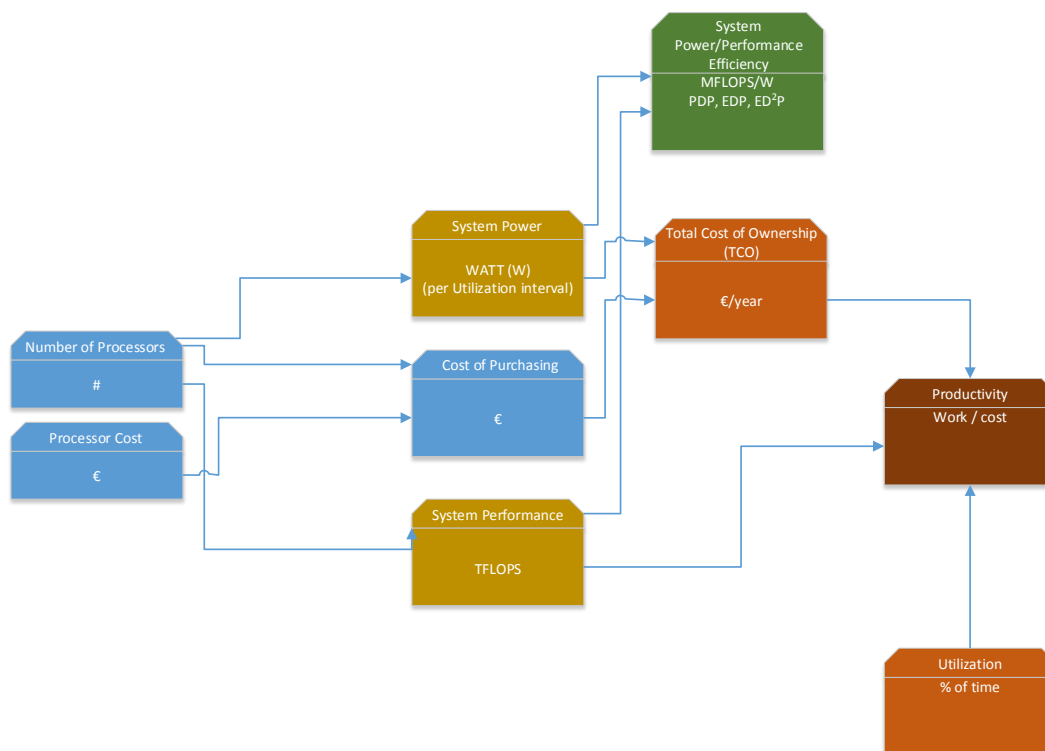 System
Power/Performance
Efficiency
MFLOPS/W
PDP, EDP, ED²P
System Power
WATT (W)
(per Utilization interval)
Total Cost of Ownership
(TCO)
€/year
Number of Processors
#
Cost of Purchasing
€
Productivity
Work / cost
Processor Cost
€
System Performance
TFLOPS
Utilization
% of time